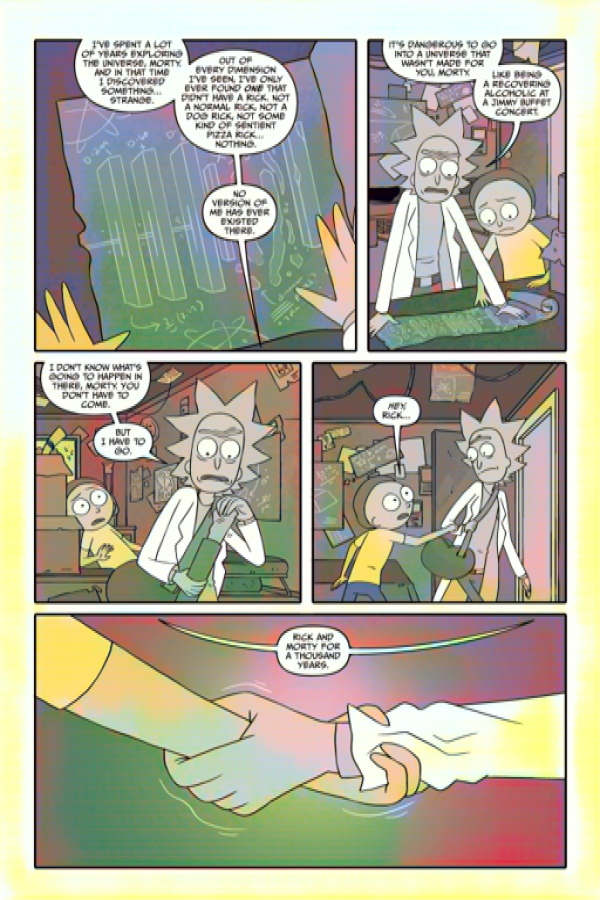 I'VE SPENT A LOT
OF YEARS EXPLORING
THE UNIVERSE, MORTY.
AND IN THAT TIME
I DISCOVERED
SOMETHING...
STRANGE.
OUT OF
EVERY DIMENSION
I'VE SEEN, I'VE ONLY
EVER FOUND ONE THAT
DIDN'T HAVE A RICK. NOT
A NORMAL RICK, NOT A
DOG RICK, NOT SOME
KIND OF SENTIENT
PIZZA RICK...
NOTHING.
NO
VERSION OF
ME HAS EVER
EXISTED
THERE.
IT'S DANGEROUS TO GO
INTO A UNIVERSE THAT
WASN'T MADE FOR
YOU, MORTY.
LIKE BEING
A RECOVERING
ALCOHOLIC AT
A JIMMY BUFFET
CONCERT.
I DON'T KNOW WHAT'S
GOING TO HAPPEN IN
THERE, MORTY. YOU
DON'T HAVE TO
COME.
BUT
I HAVE TO
GO.
HEY,
RICK...
RICK AND
MORTY FOR
A THOUSAND
YEARS.